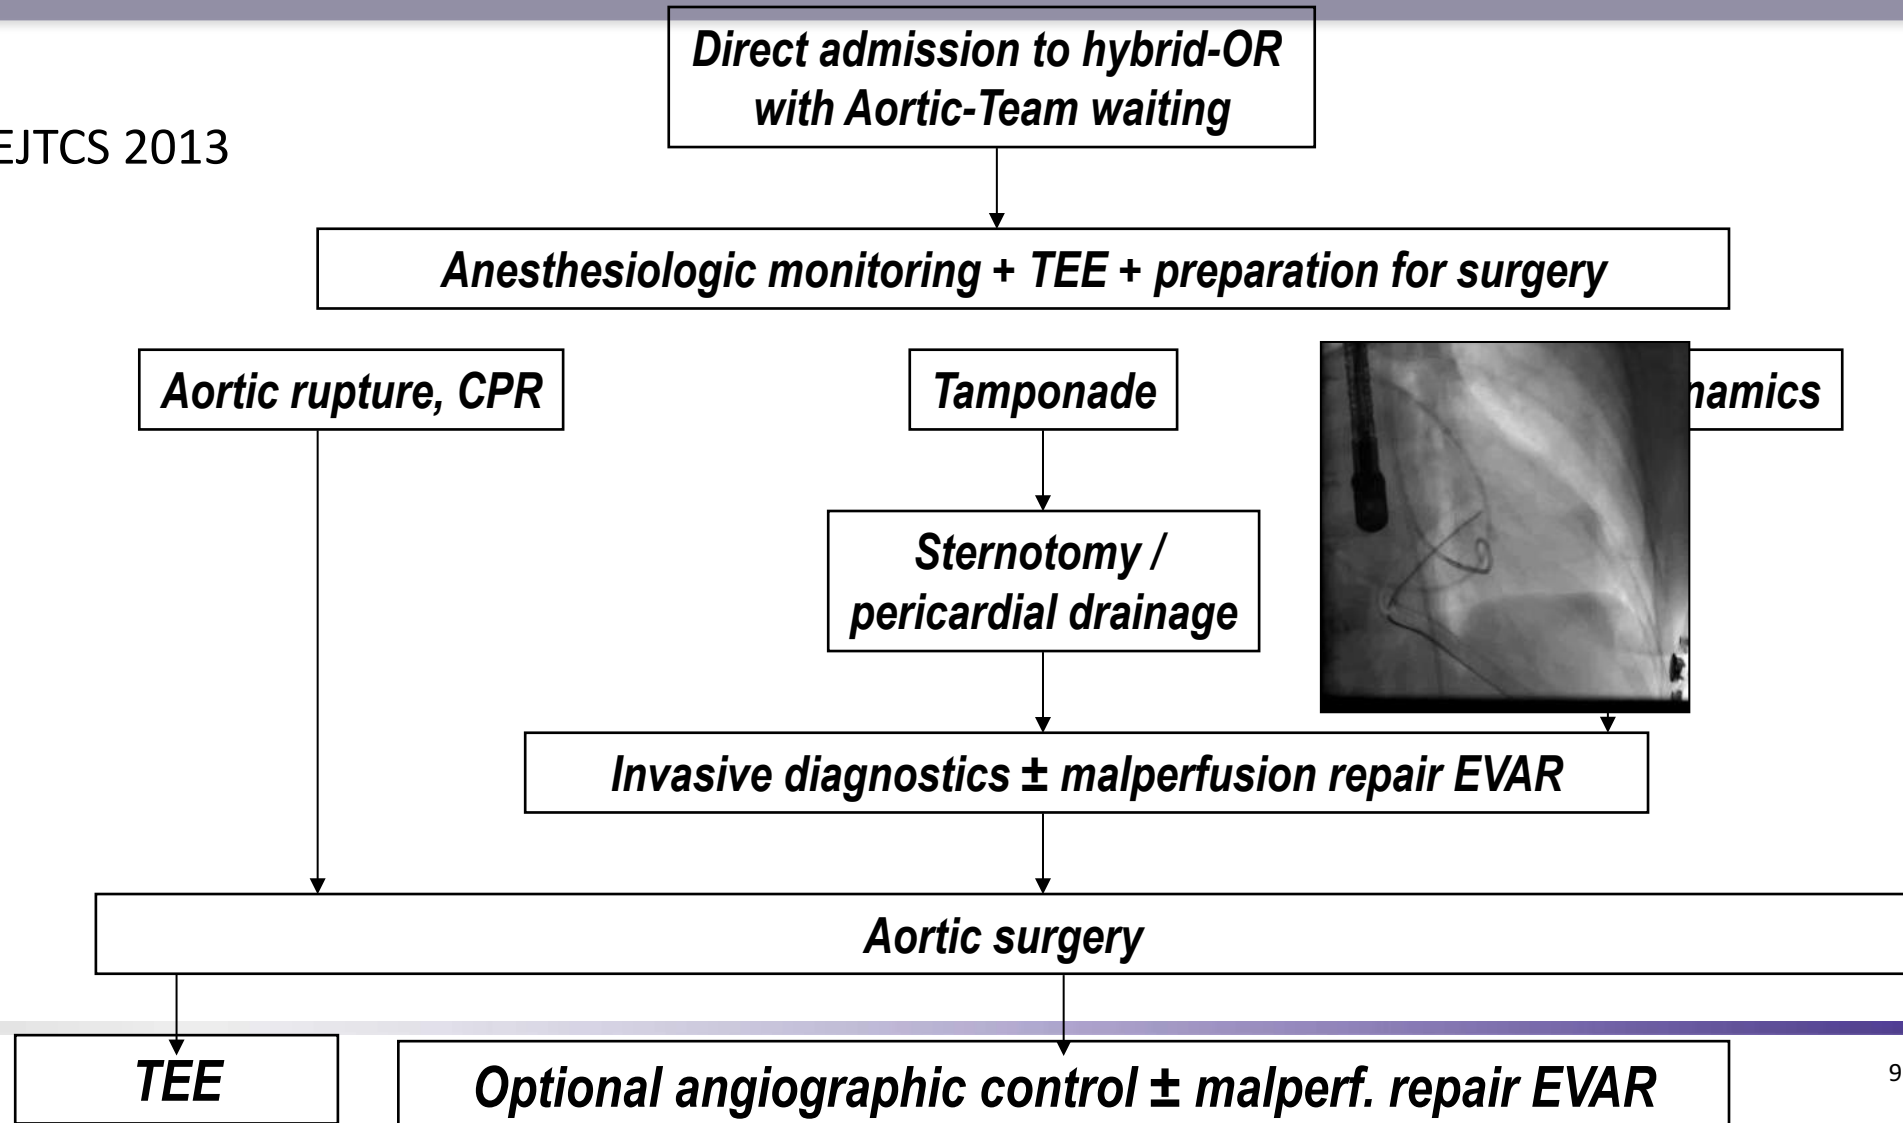 Direct admission to hybrid-OR
with Aortic-Team waiting
EJTCS 2013
Anesthesiologic monitoring + TEE + preparation for surgery
Aortic rupture, CPR
Tamponade
namics
Sternotomy /
pericardial drainage
Invasive diagnostics ± malperfusion repair EVAR
Aortic surgery
TEE
Optional angiographic control ± malperf. repair EVAR
9